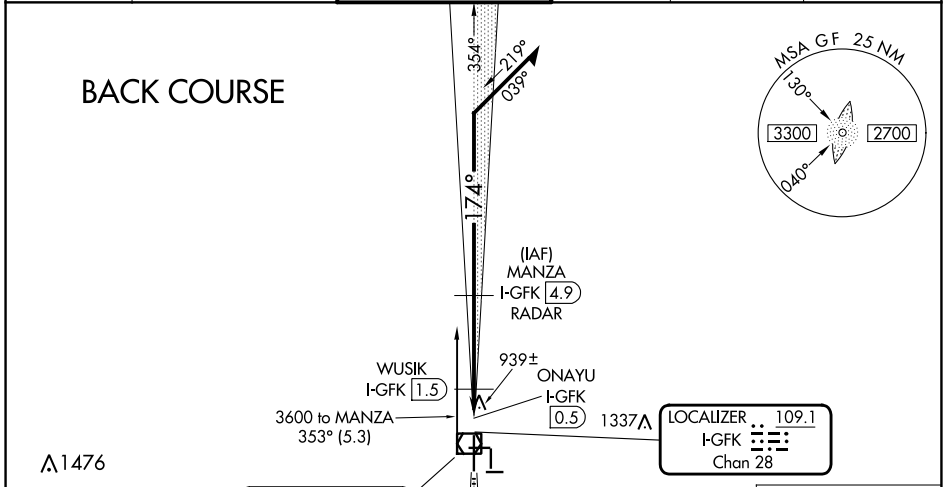 BACK COURSE
354°
219°
039°
174°
MSA GF 25 NM
130°
3300
2700
040°
(IAF)
MANZA
I-GFK 4.9
RADAR
WUSIK
I-GFK 1.5
939±
ONAYU
I-GFK
0.5
3600 to MANZA
353° (5.3)
1337
LOCALIZER 109.1
I-GFK
Chan 28
1476